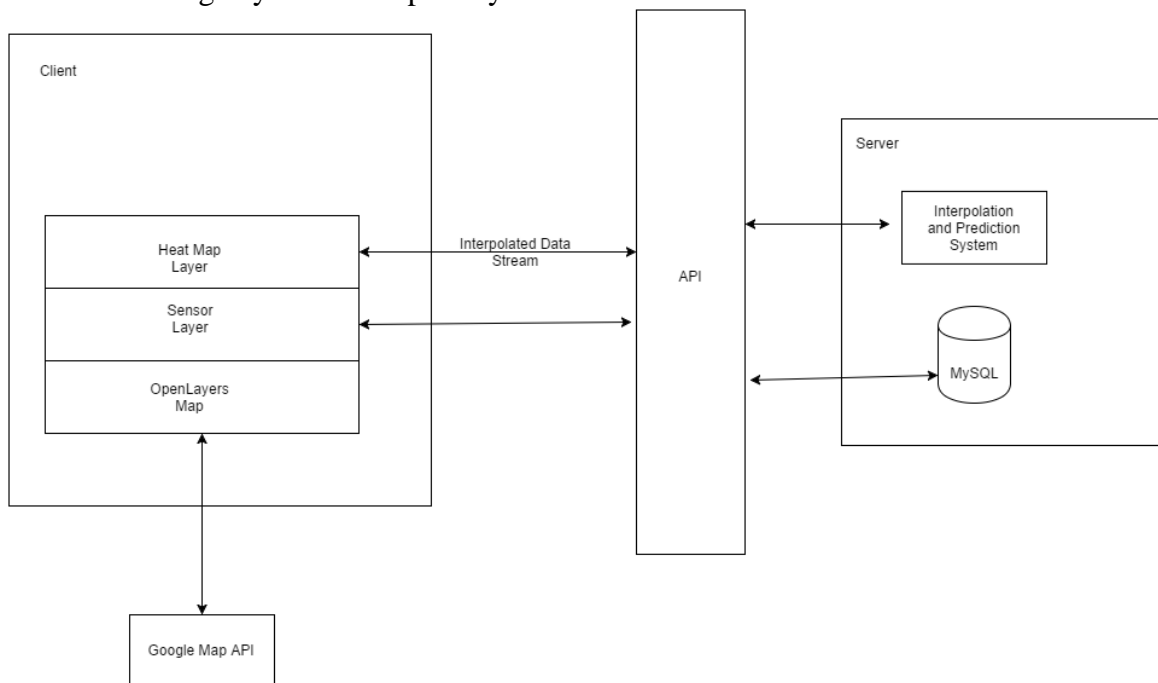 Client
Server
Heat Map
Layer
Interpolated Data
Stream
Interpolation
and Prediction
System
API
Sensor
Layer
MySQL
OpenLayers
Map
Google Map API